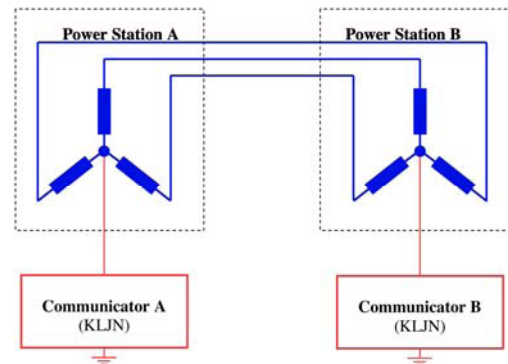 Power Station A
Power Station B
Communicator A
(KLJN)
Communicator B
(KLJN)